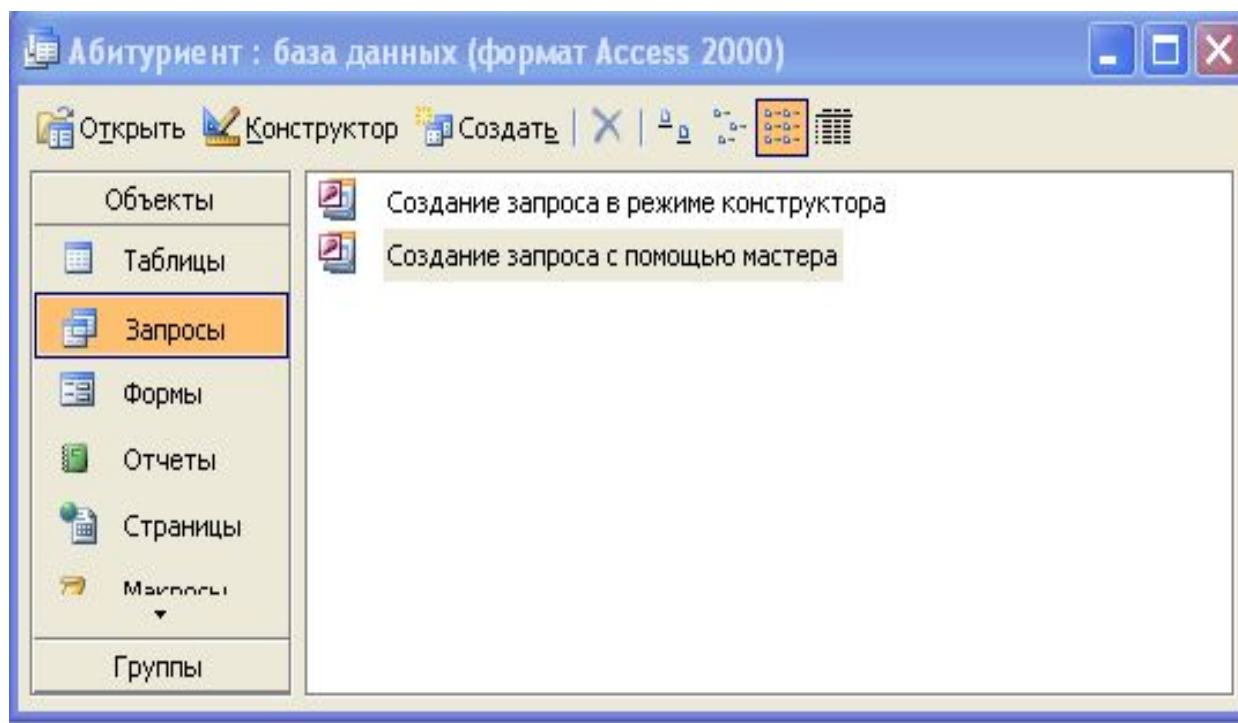 Абитуриент : база данных (формат Access 2000)
Открыть Конструктор Создать
Объекты
Таблицы
Запросы
Формы
Отчеты
Страницы
Макросы
Группы
Создание запроса в режиме конструктора
Создание запроса с помощью мастера